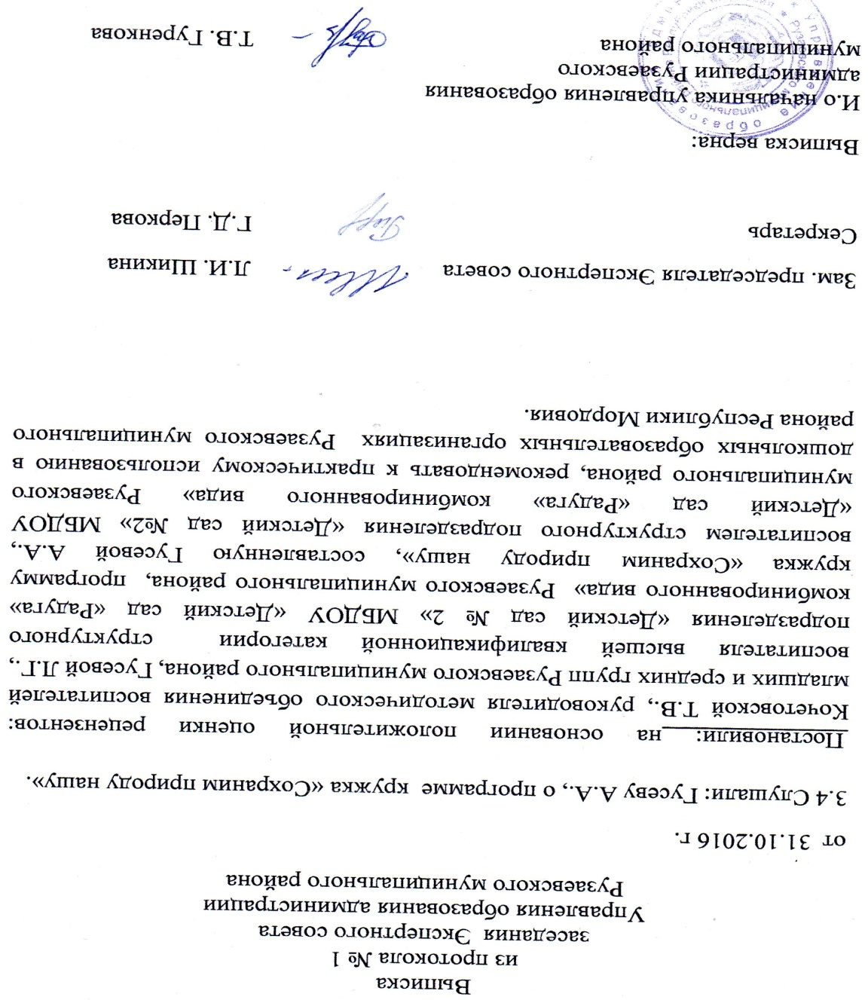 Выписка
из протокола № 1
заседания Экспертного совета
Управления образования администрации
Рузаевского муниципального района
от 31.10.2016 г.
3.4 Слушали: Гусеву А.А., о программе кружка «Сохраним природу нашу».
Постановили: на основании положительной оценки рецензентов:
Кочетовской Т.В., руководителя методического объединения воспитателей
младших и средних групп Рузаевского муниципального района, Гусевой Л.Г.,
воспитателя высшей квалификационной категории структурного
подразделения «Детский сад № 2» МБДОУ «Детский сад «Радуга»
комбинированного вида» Рузаевского муниципального района, программу
кружка «Сохраним природу нашу», составленную Гусевой А.А.,
воспитателем структурного подразделения «Детский сад №2» МБДОУ
«Детский сад «Радуга» комбинированного вида» Рузаевского
муниципального района, рекомендовать к практическому использованию в
дошкольных образовательных организациях Рузаевского муниципального
района Республики Мордовия.
Зам. председателя Экспертного совета Л.И. Шикина
Секретарь Г.Д. Перкова
Выписка верна:
И.о начальника управления образования
администрации Рузаевского
муниципального района Т.В. Гуренкова